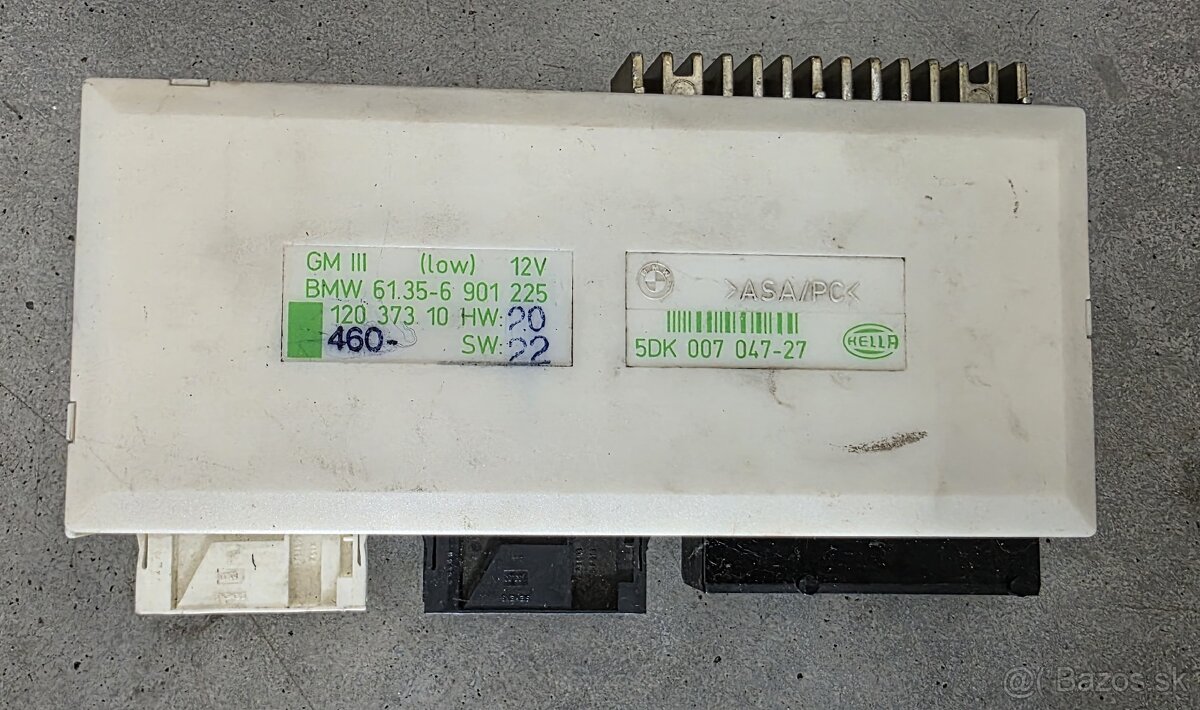 GM III (low) 12V
BMW 61.35-6 901 225
120 373 10 HW: 20
460-
SW: 22
BMW
>ASA/PC<
5DK 007 047-27
HELLA
@( Bazos.sk